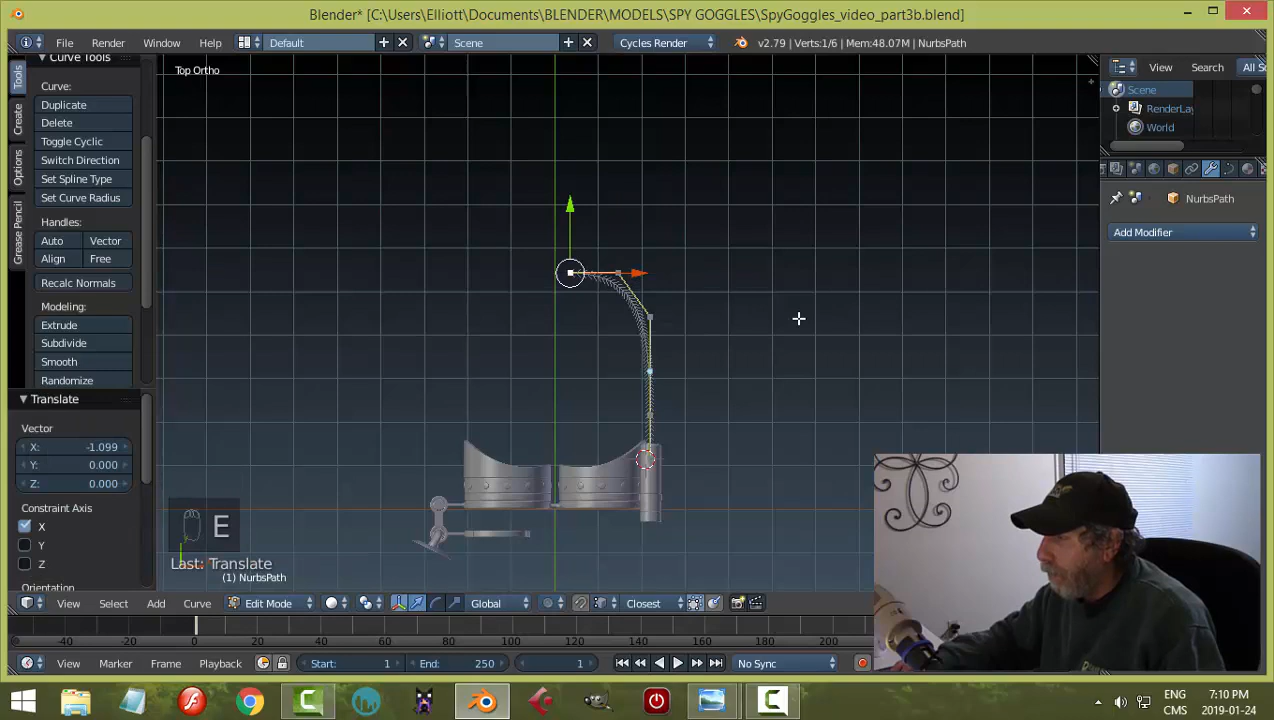 Blender* [C:\Users\Elliott\Documents\BLENDER\MODELS\SPY GOGGLES\SpyGoggles_video_part3b.blend]
File Render Window Help Default Scene Cycles Render v2.79 | Verts:1/6 | Mem:48.07M | NurbsPath
Curve Tools
Curve:
Duplicate
Delete
Toggle Cyclic
Switch Direction
Set Spline Type
Set Curve Radius
Handles:
Auto Vector
Align Free
Recalc Normals
Modeling:
Extrude
Subdivide
Smooth
Randomize
Tools
Create
Options
Grease Pencil
Translate
Vector
X: -1.099
Y: 0.000
Z: 0.000
Constraint Axis
X
Y
Z
Orientation
Top Ortho
E
Last: Translate
(1) NurbsPath
View Search All S
Scene
RenderLay
World
NurbsPath
Add Modifier
View Select Add Curve Edit Mode Global Closest
-40 -20 0 20 40 60 80 100 120 140 160 180 200
View Marker Frame Playback Start: 1 End: 250 1 No Sync
ENG 7:10 PM
CMS 2019-01-24